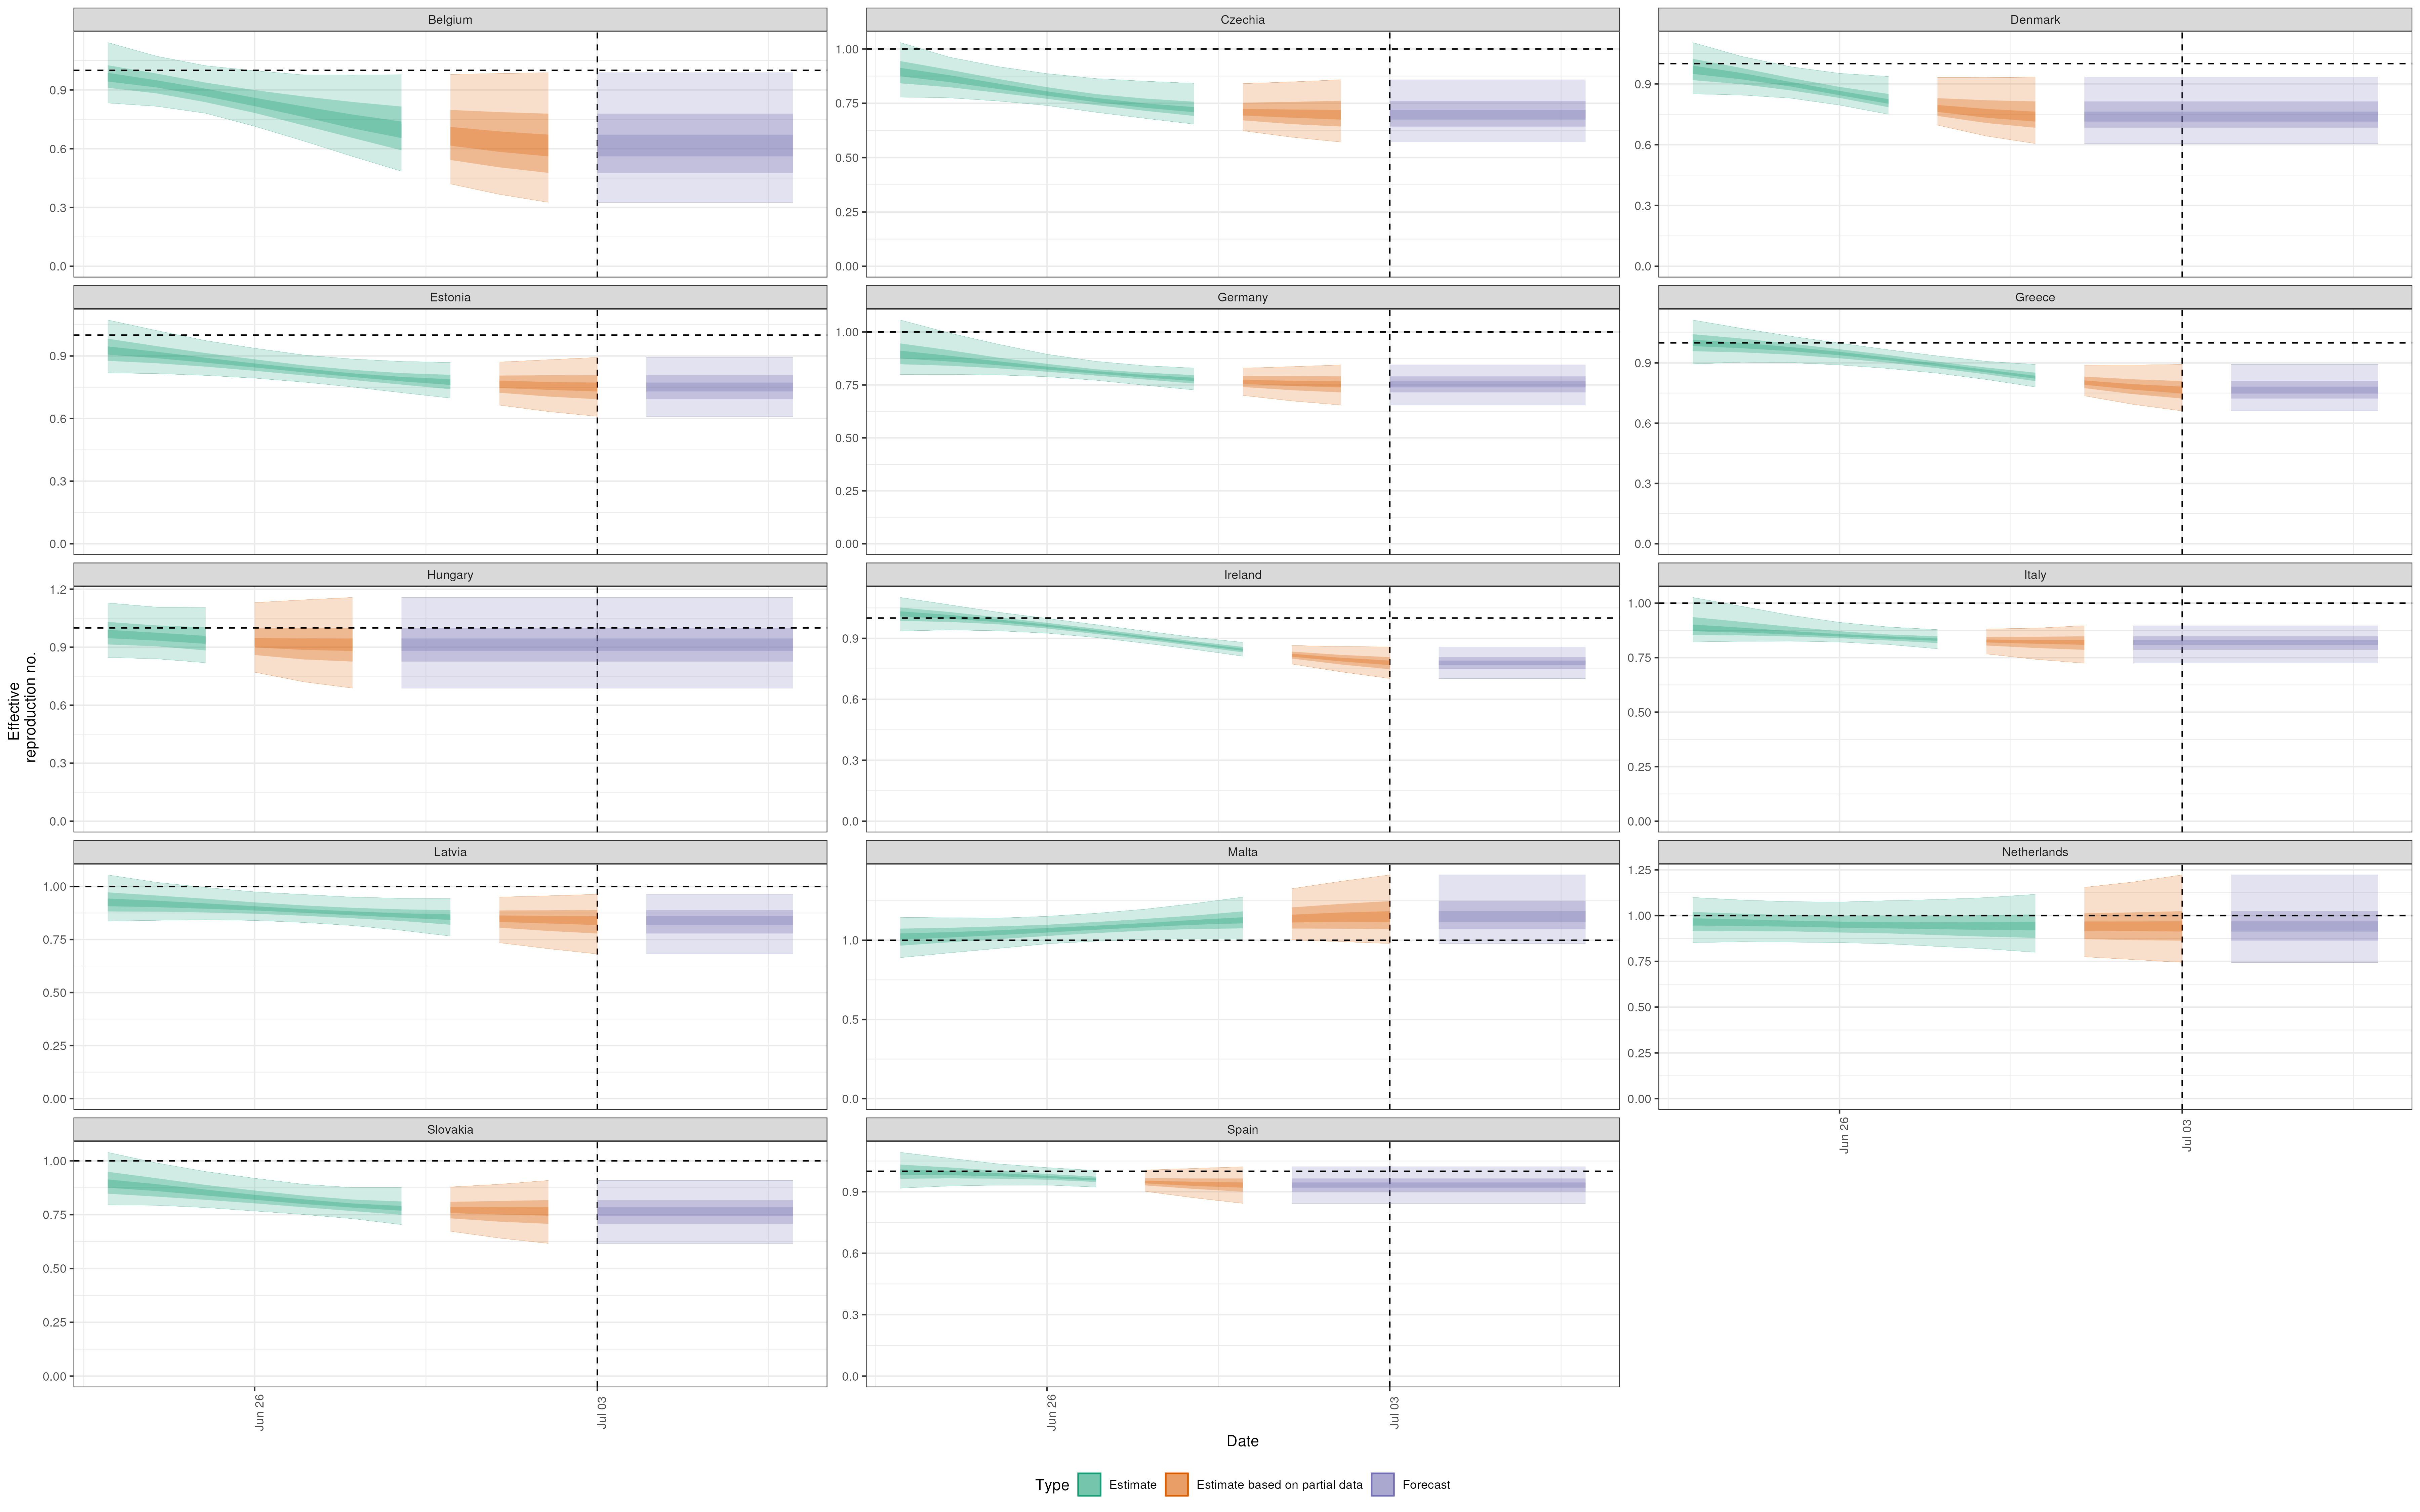 Belgium
Czechia
Denmark
0.9
0.6
0.3
0.0
1.00
0.75
0.50
0.25
0.00
0.9
0.6
0.3
0.0
Estonia
Germany
Greece
0.9
0.6
0.3
0.0
1.00
0.75
0.50
0.25
0.00
0.9
0.6
0.3
0.0
Hungary
Ireland
Italy
1.2
0.9
0.6
0.3
0.0
0.9
0.6
0.3
0.0
1.00
0.75
0.50
0.25
0.00
Effective
reproduction no.
Latvia
Malta
Netherlands
1.00
0.75
0.50
0.25
0.00
1.0
0.5
0.0
1.25
1.00
0.75
0.50
0.25
0.00
Jun 26
Jul 03
Slovakia
Spain
1.00
0.75
0.50
0.25
0.00
0.9
0.6
0.3
0.0
Jun 26
Jul 03
Jun 26
Jul 03
Date
Type Estimate Estimate based on partial data Forecast